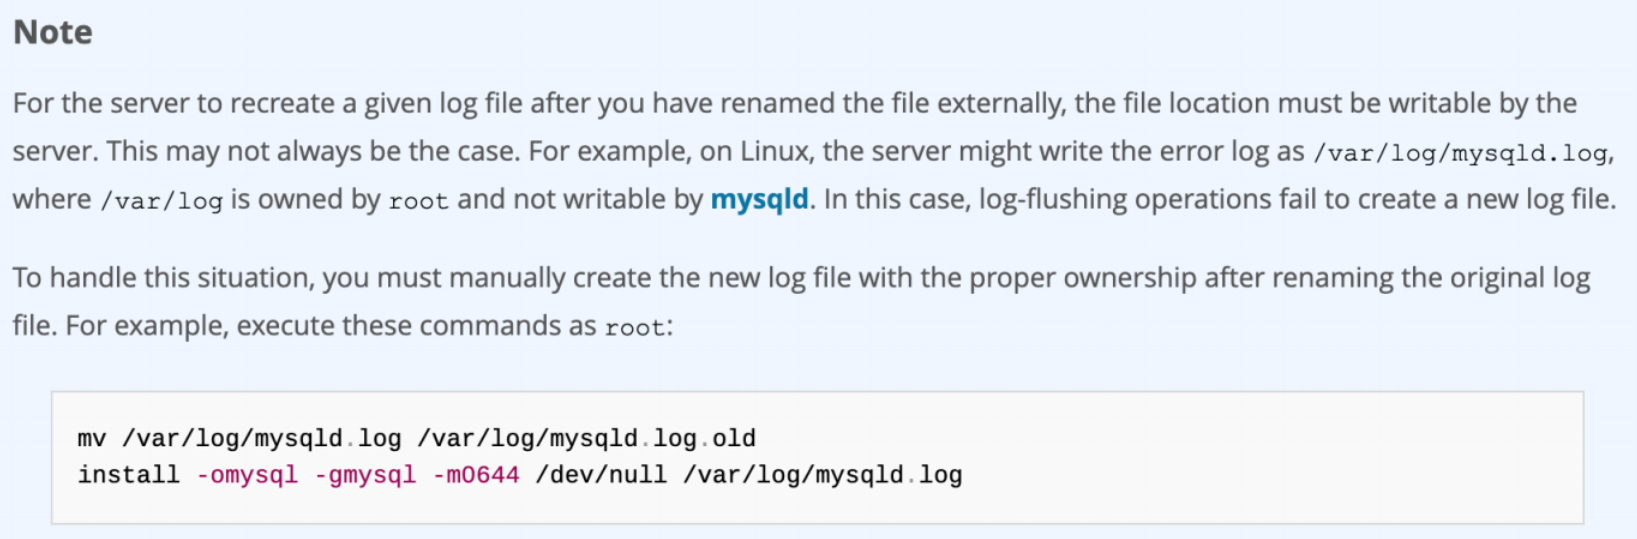 Note
For the server to recreate a given log file after you have renamed the file externally, the file location must be writable by the
server. This may not always be the case. For example, on Linux, the server might write the error log as /var/log/mysqld.log,
where /var/log is owned by root and not writable by mysqld. In this case, log-flushing operations fail to create a new log file.
To handle this situation, you must manually create the new log file with the proper ownership after renaming the original log
file. For example, execute these commands as root:
mv /var/log/mysqld.log /var/log/mysqld.log.old
install -omysql -gmysql -m0644 /dev/null /var/log/mysqld.log